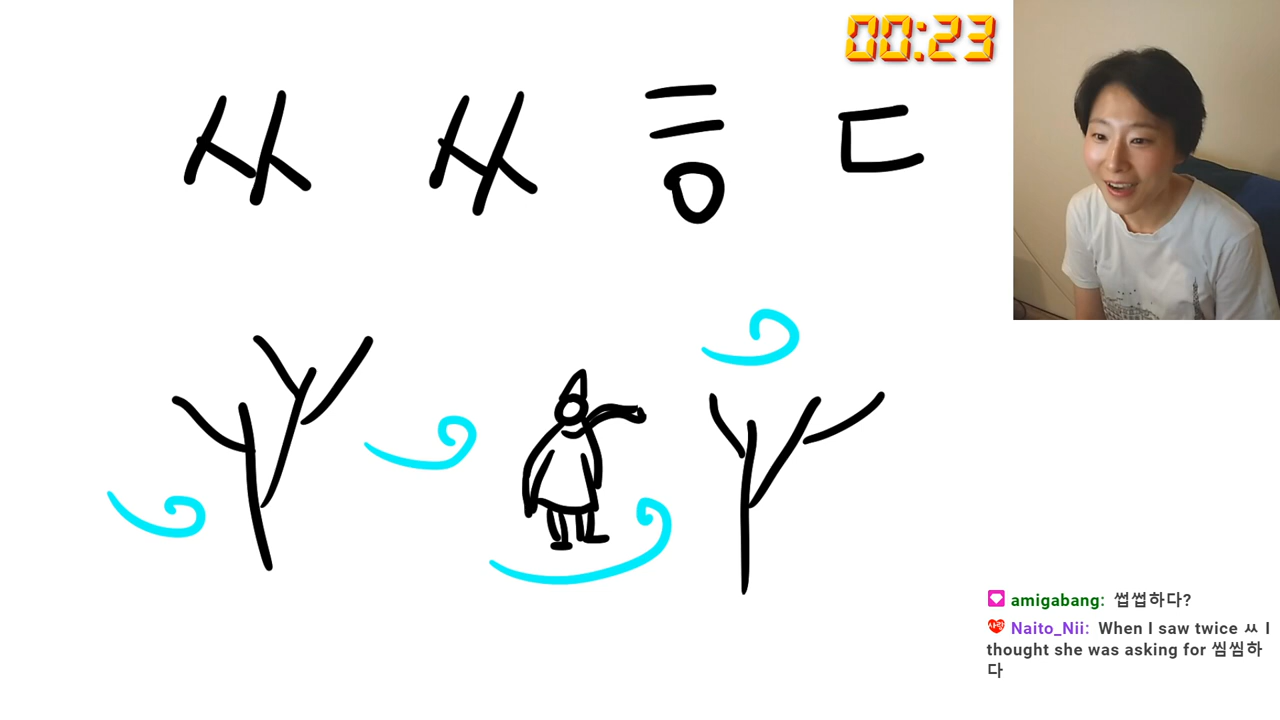 00:23
ㅆ ㅆ ㅎ ㄷ
amigabang: 썹썹하다?
Naito_Nii: When I saw twice ㅆ I
thought she was asking for 씸씸하
다